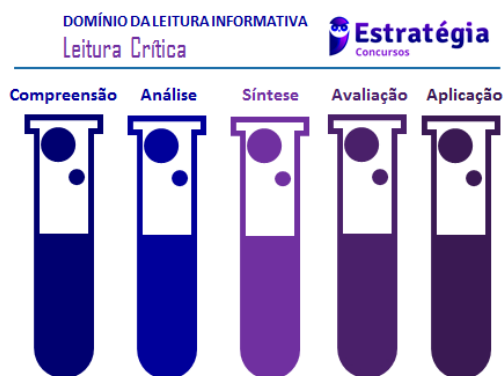 DOMÍNIO DA LEITURA INFORMATIVA
Leitura Crítica
Estratégia
Concursos
Compreensão Análise Síntese Avaliação Aplicação